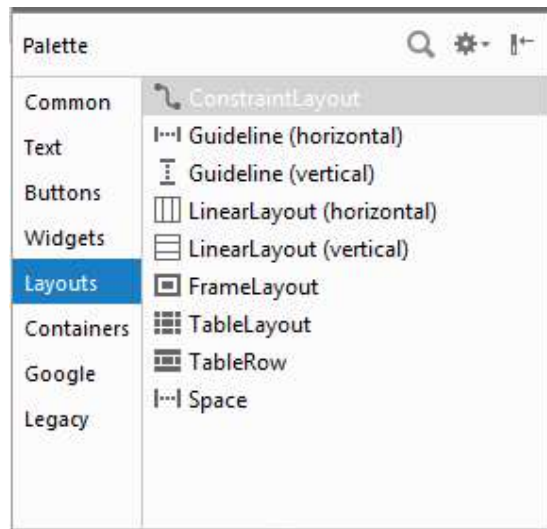 Palette
Common
Text
Buttons
Widgets
Layouts
Containers
Google
Legacy
ConstraintLayout
Guideline (horizontal)
Guideline (vertical)
LinearLayout (horizontal)
LinearLayout (vertical)
FrameLayout
TableLayout
TableRow
Space